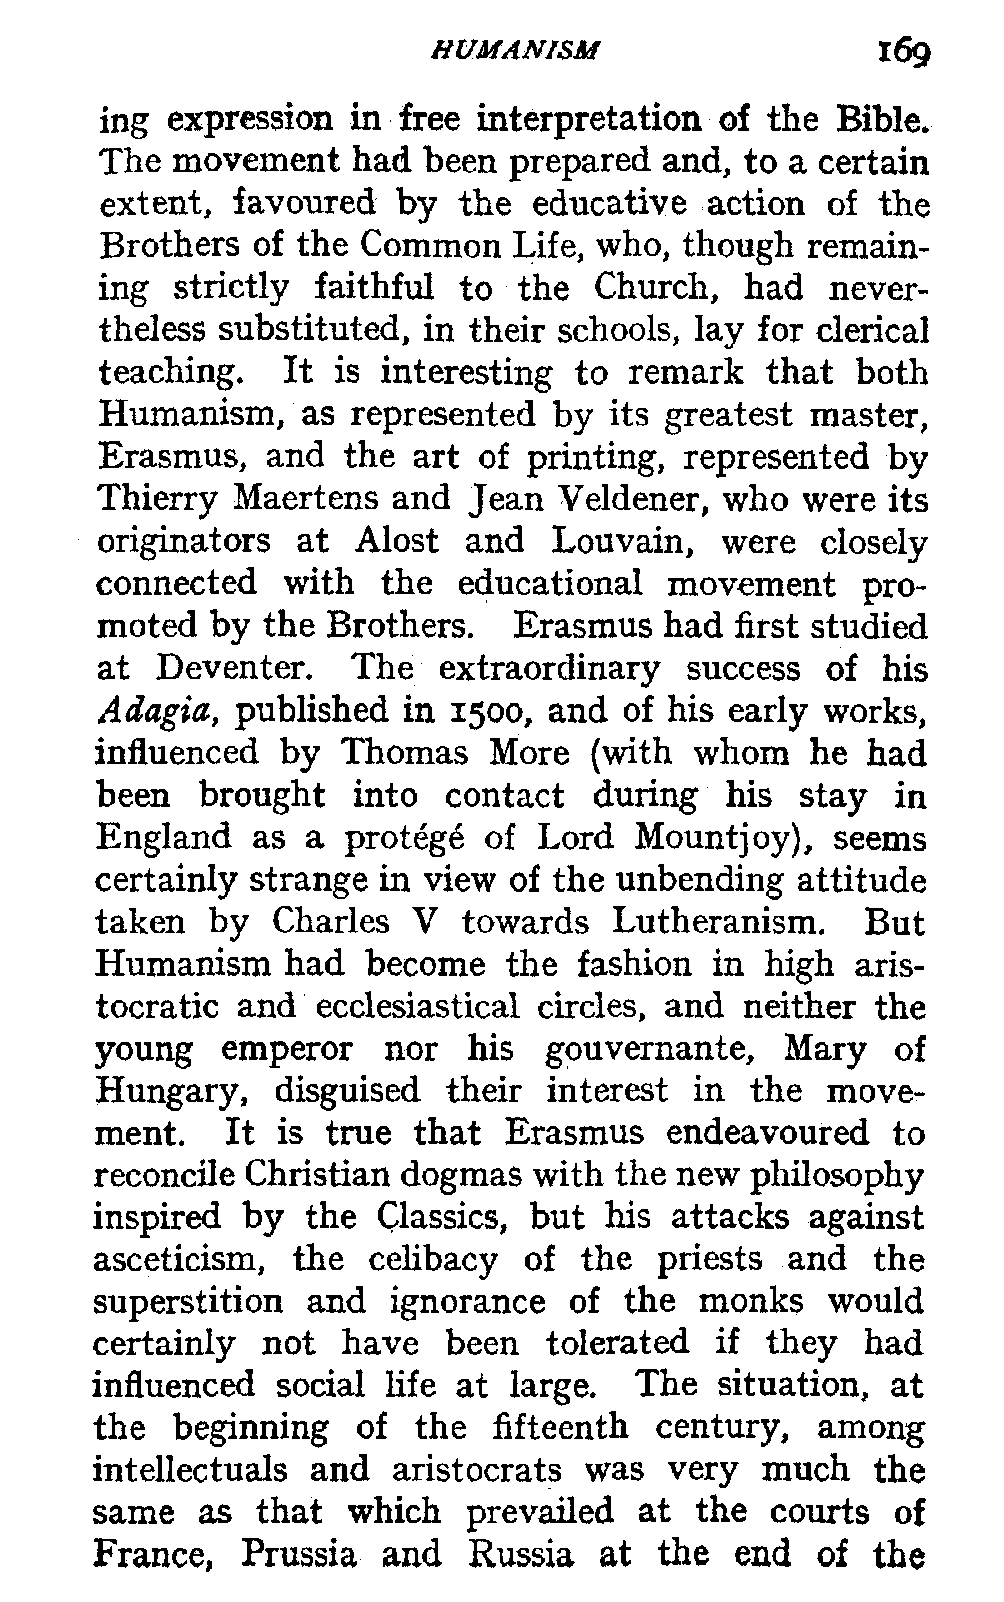 HUMANISM 169
ing expression in free interpretation of the Bible.
The movement had been prepared and, to a certain
extent, favoured by the educative action of the
Brothers of the Common Life, who, though remain-
ing strictly faithful to the Church, had never-
theless substituted, in their schools, lay for clerical
teaching. It is interesting to remark that both
Humanism, as represented by its greatest master,
Erasmus, and the art of printing, represented by
Thierry Maertens and Jean Veldener, who were its
originators at Alost and Louvain, were closely
connected with the educational movement pro-
moted by the Brothers. Erasmus had first studied
at Deventer. The extraordinary success of his
Adagia, published in 1500, and of his early works,
influenced by Thomas More (with whom he had
been brought into contact during his stay in
England as a protégé of Lord Mountjoy), seems
certainly strange in view of the unbending attitude
taken by Charles V towards Lutheranism. But
Humanism had become the fashion in high aris-
tocratic and ecclesiastical circles, and neither the
young emperor nor his gouvernante, Mary of
Hungary, disguised their interest in the move-
ment. It is true that Erasmus endeavoured to
reconcile Christian dogmas with the new philosophy
inspired by the Classics, but his attacks against
asceticism, the celibacy of the priests and the
superstition and ignorance of the monks would
certainly not have been tolerated if they had
influenced social life at large. The situation, at
the beginning of the fifteenth century, among
intellectuals and aristocrats was very much the
same as that which prevailed at the courts of
France, Prussia and Russia at the end of the